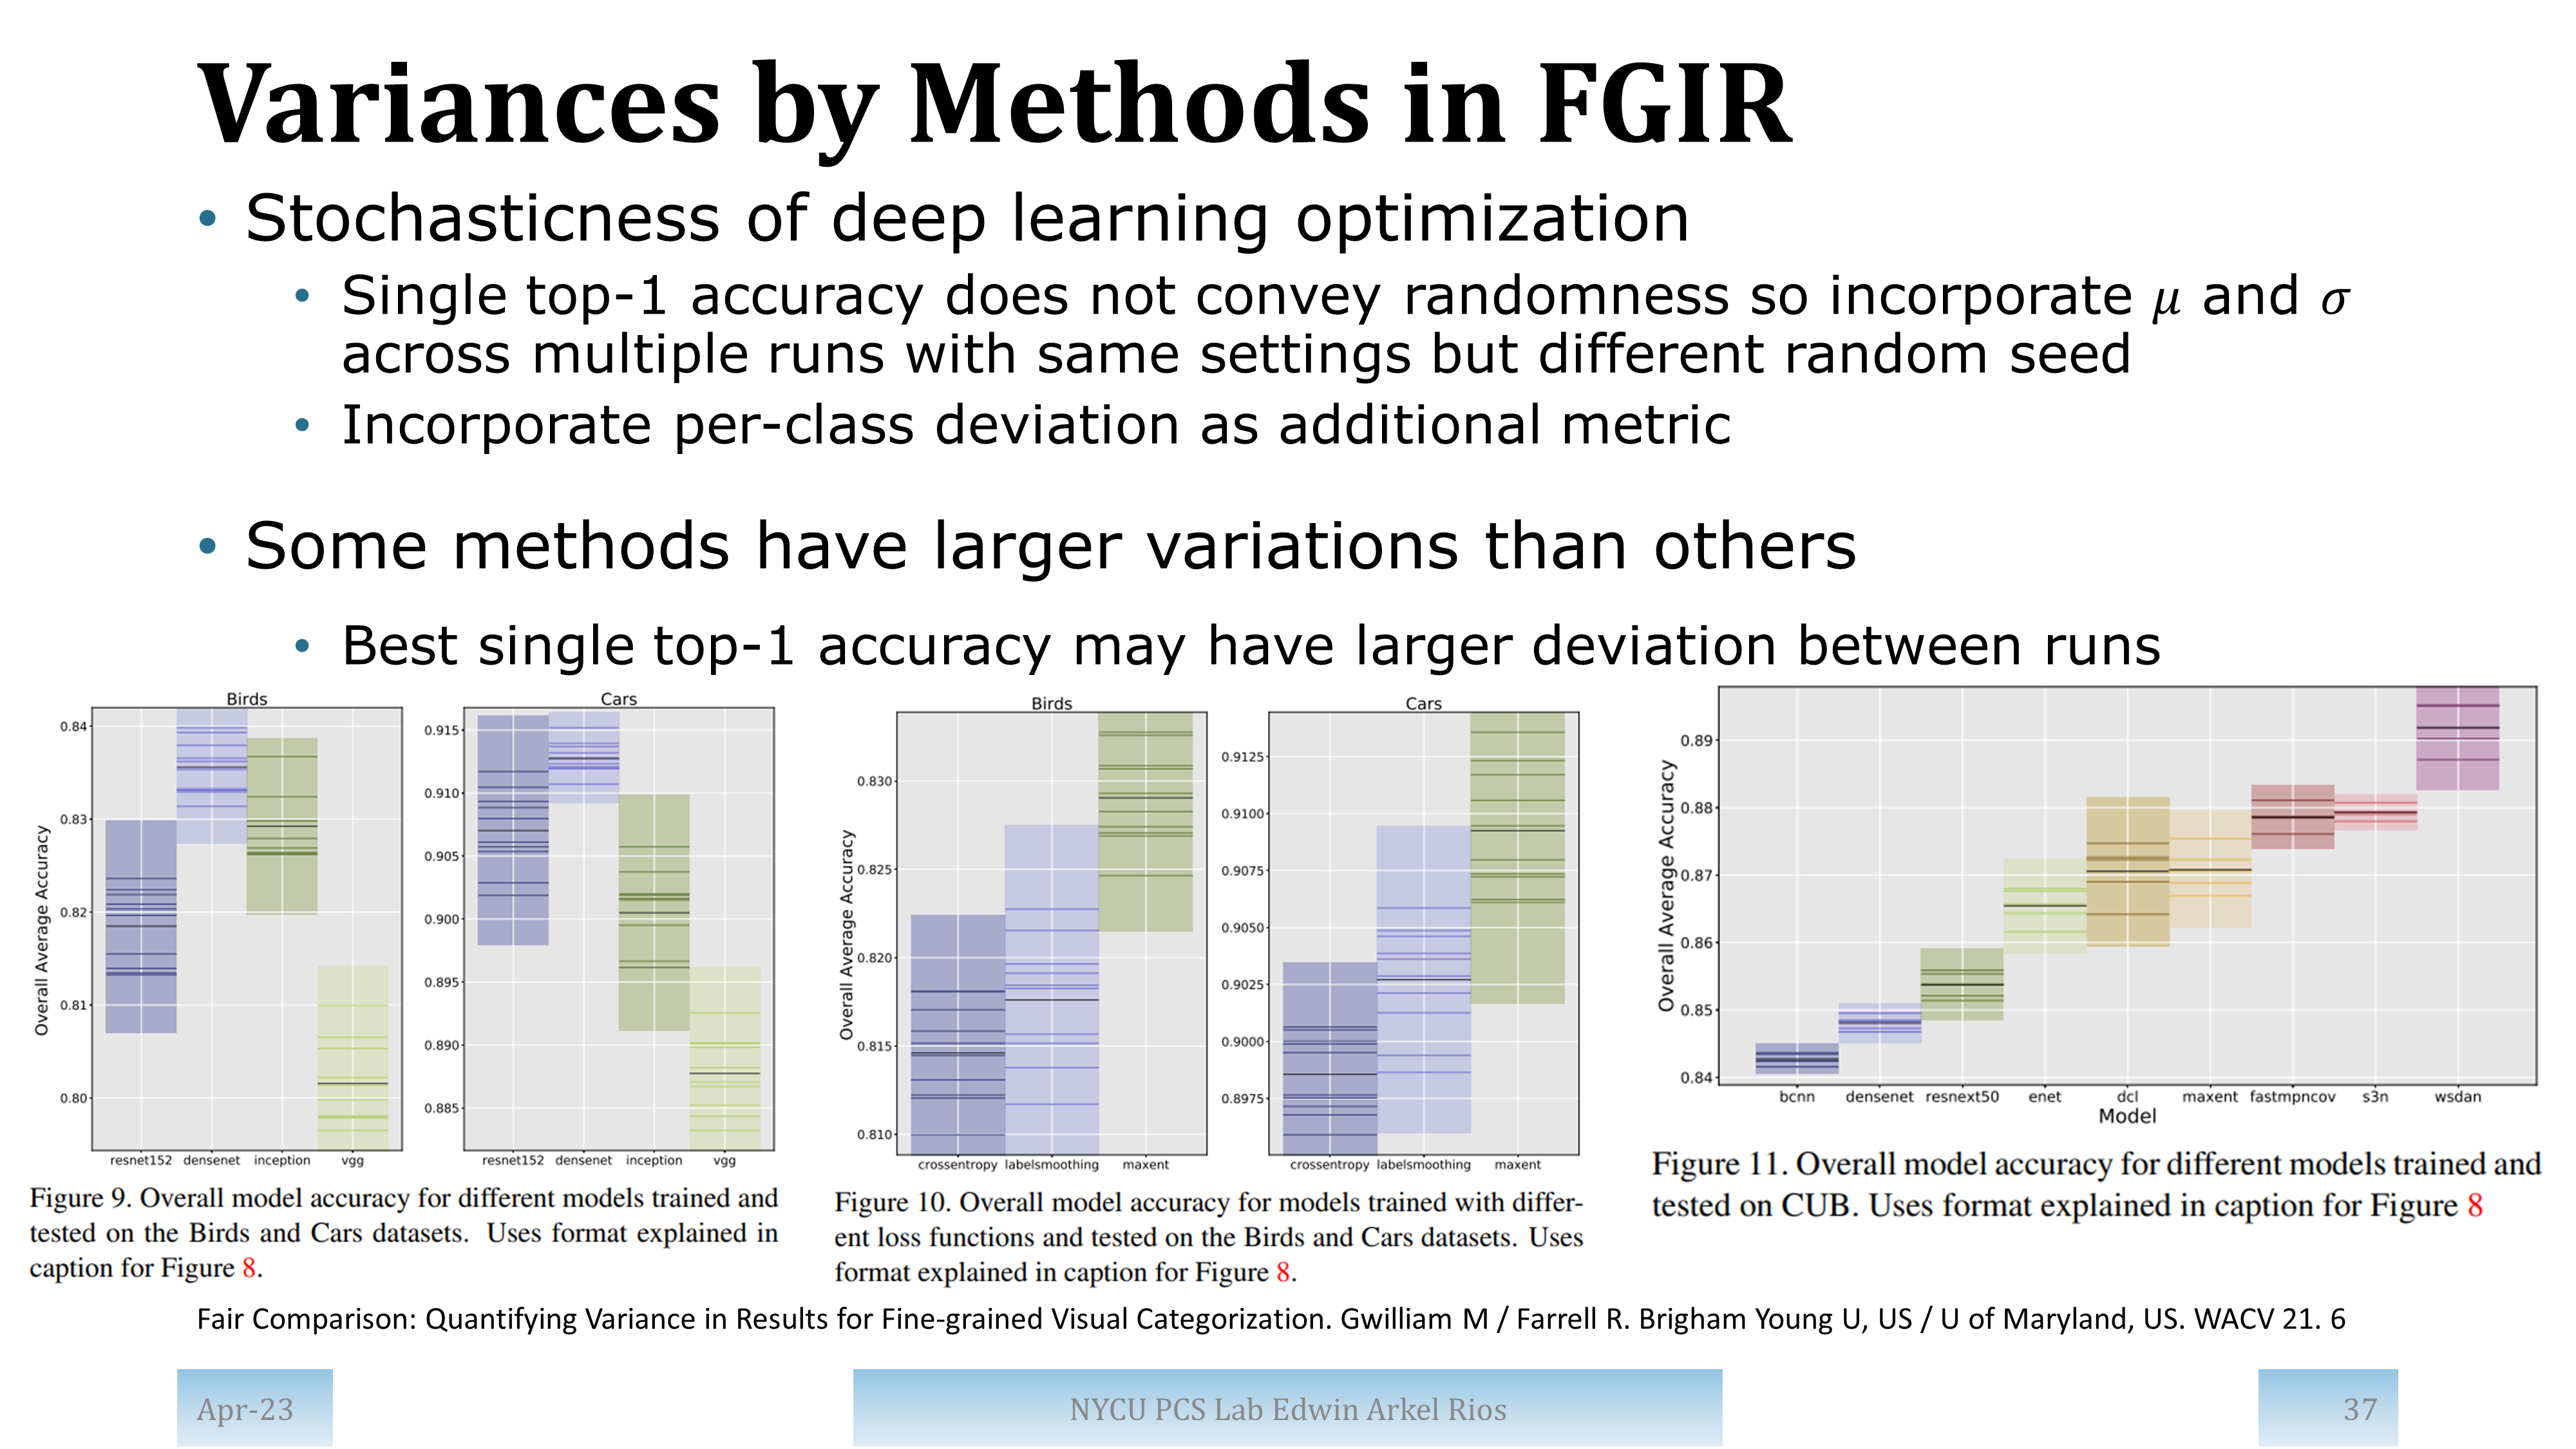 Variances by Methods in FGIR
• Stochasticness of deep learning optimization
• Single top-1 accuracy does not convey randomness so incorporate μ and σ
across multiple runs with same settings but different random seed
• Incorporate per-class deviation as additional metric
• Some methods have larger variations than others
• Best single top-1 accuracy may have larger deviation between runs
Birds
Overall Average Accuracy
0.84
0.83
0.82
0.81
0.80
resnet152 densenet inception vgg
Cars
0.915
0.910
0.905
0.900
0.895
0.890
0.885
resnet152 densenet inception vgg
Figure 9. Overall model accuracy for different models trained and
tested on the Birds and Cars datasets. Uses format explained in
caption for Figure 8.
Birds
Overall Average Accuracy
0.830
0.825
0.820
0.815
0.810
crossentropy labelsmoothing maxent
Cars
0.9125
0.9100
0.9075
0.9050
0.9025
0.9000
0.8975
crossentropy labelsmoothing maxent
Figure 10. Overall model accuracy for models trained with differ-
ent loss functions and tested on the Birds and Cars datasets. Uses
format explained in caption for Figure 8.
Overall Average Accuracy
0.89
0.88
0.87
0.86
0.85
0.84
bcnn densenet resnext50 enet dcl maxent fastmpncov s3n wsdan
Model
Figure 11. Overall model accuracy for different models trained and
tested on CUB. Uses format explained in caption for Figure 8
Fair Comparison: Quantifying Variance in Results for Fine-grained Visual Categorization. Gwilliam M / Farrell R. Brigham Young U, US / U of Maryland, US. WACV 21. 6
Apr-23
NYCU PCS Lab Edwin Arkel Rios
37